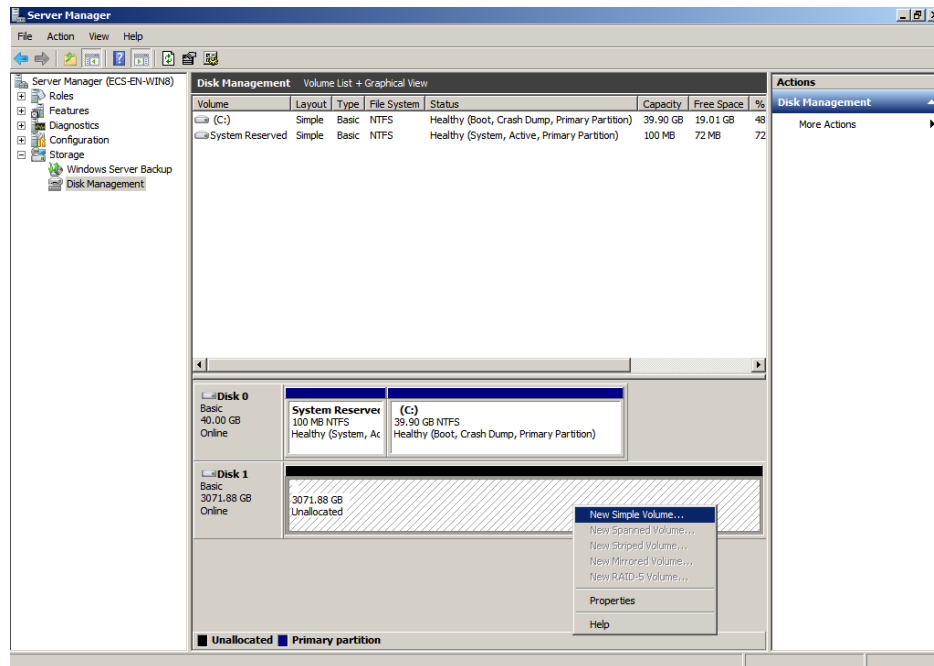 Server Manager
File Action View Help
Server Manager (ECS-EN-WIN8)
Roles
Features
Diagnostics
Configuration
Storage
Windows Server Backup
Disk Management
Disk Management Volume List + Graphical View
Volume Layout Type File System Status Capacity Free Space %
(C:) Simple Basic NTFS Healthy (Boot, Crash Dump, Primary Partition) 39.90 GB 19.01 GB 48
System Reserved Simple Basic NTFS Healthy (System, Active, Primary Partition) 100 MB 72 MB 72
Disk 0
Basic
40.00 GB
Online
System Reserved
100 MB NTFS
Healthy (System, Ac
(C:)
39.90 GB NTFS
Healthy (Boot, Crash Dump, Primary Partition)
Disk 1
Basic
3071.88 GB
Online
3071.88 GB
Unallocated
New Simple Volume...
New Spanned Volume...
New Striped Volume...
New Mirrored Volume...
New RAID-5 Volume...
Properties
Help
Unallocated Primary partition
Actions
Disk Management
More Actions